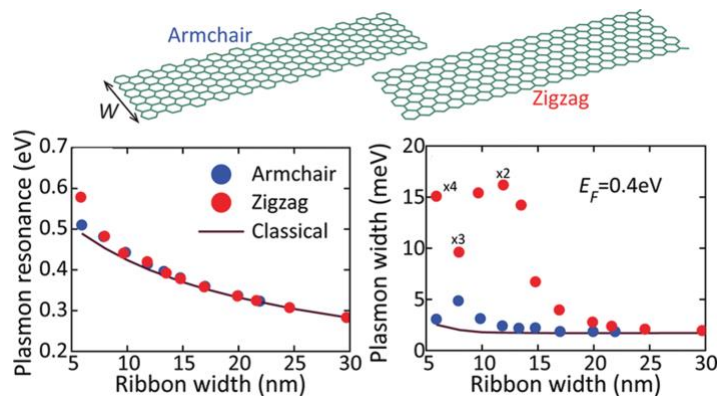 Armchair
W
Zigzag
Plasmon resonance (eV)
0.7
0.6
0.5
0.4
0.3
0.2
5 10 15 20 25 30
Ribbon width (nm)
Armchair
Zigzag
Classical
Plasmon width (meV)
20
15
10
5
0
5 10 15 20 25 30
Ribbon width (nm)
x4
x3
x2
E_F=0.4eV